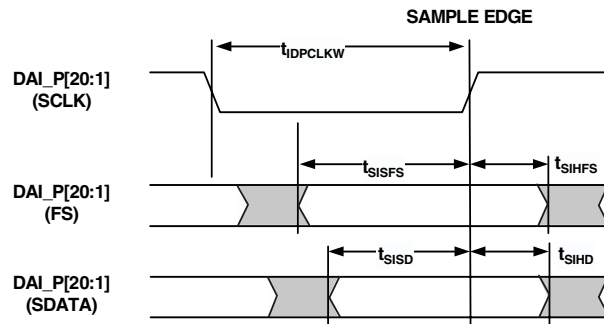 SAMPLE EDGE
tIDPCLKW
DAI_P[20:1]
(SCLK)
tSISFS
tSIHFS
DAI_P[20:1]
(FS)
tSISD
tSIHD
DAI_P[20:1]
(SDATA)